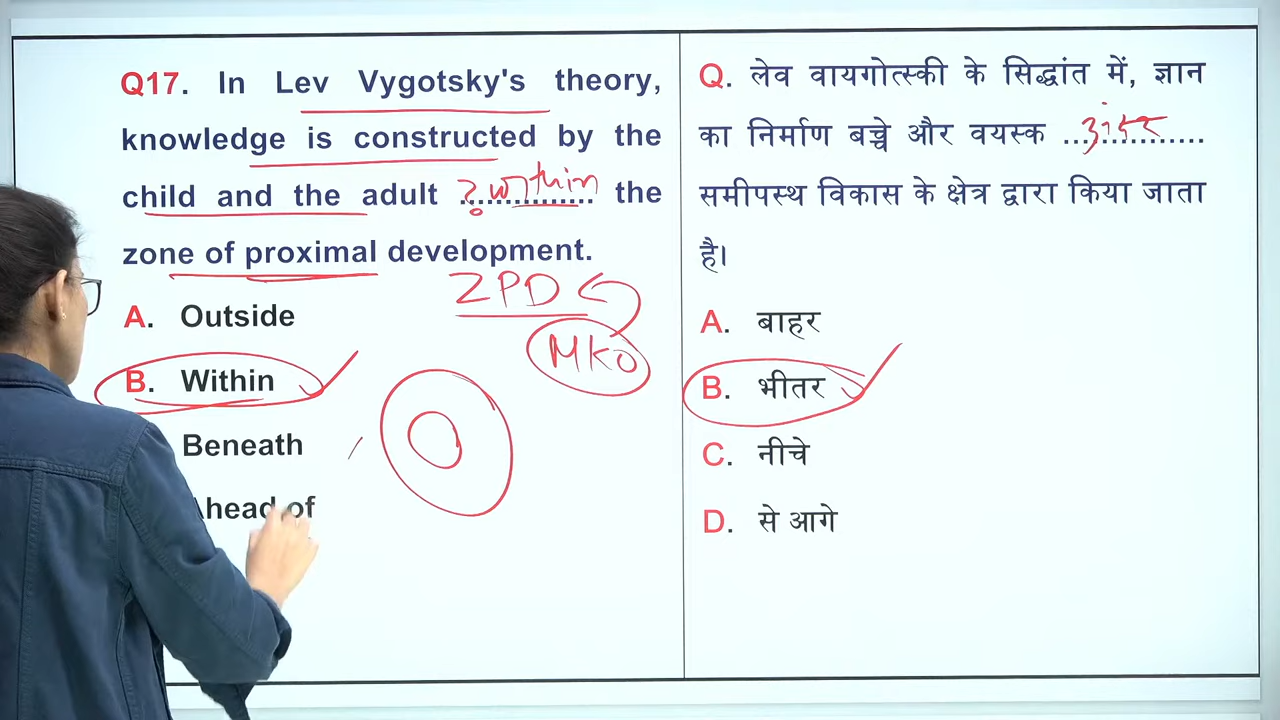 Q17. In Lev Vygotsky's theory,
knowledge is constructed by the
child and the adult ................ the
? within
zone of proximal development.
ZPD
MKO
A. Outside
B. Within
Beneath
Ahead of
Q. लेव वायगोत्स्की के सिद्धांत में, ज्ञान
का निर्माण बच्चे और वयस्क ................
अंदर
समीपस्थ विकास के क्षेत्र द्वारा किया जाता
है।
A. बाहर
B. भीतर
C. नीचे
D. से आगे